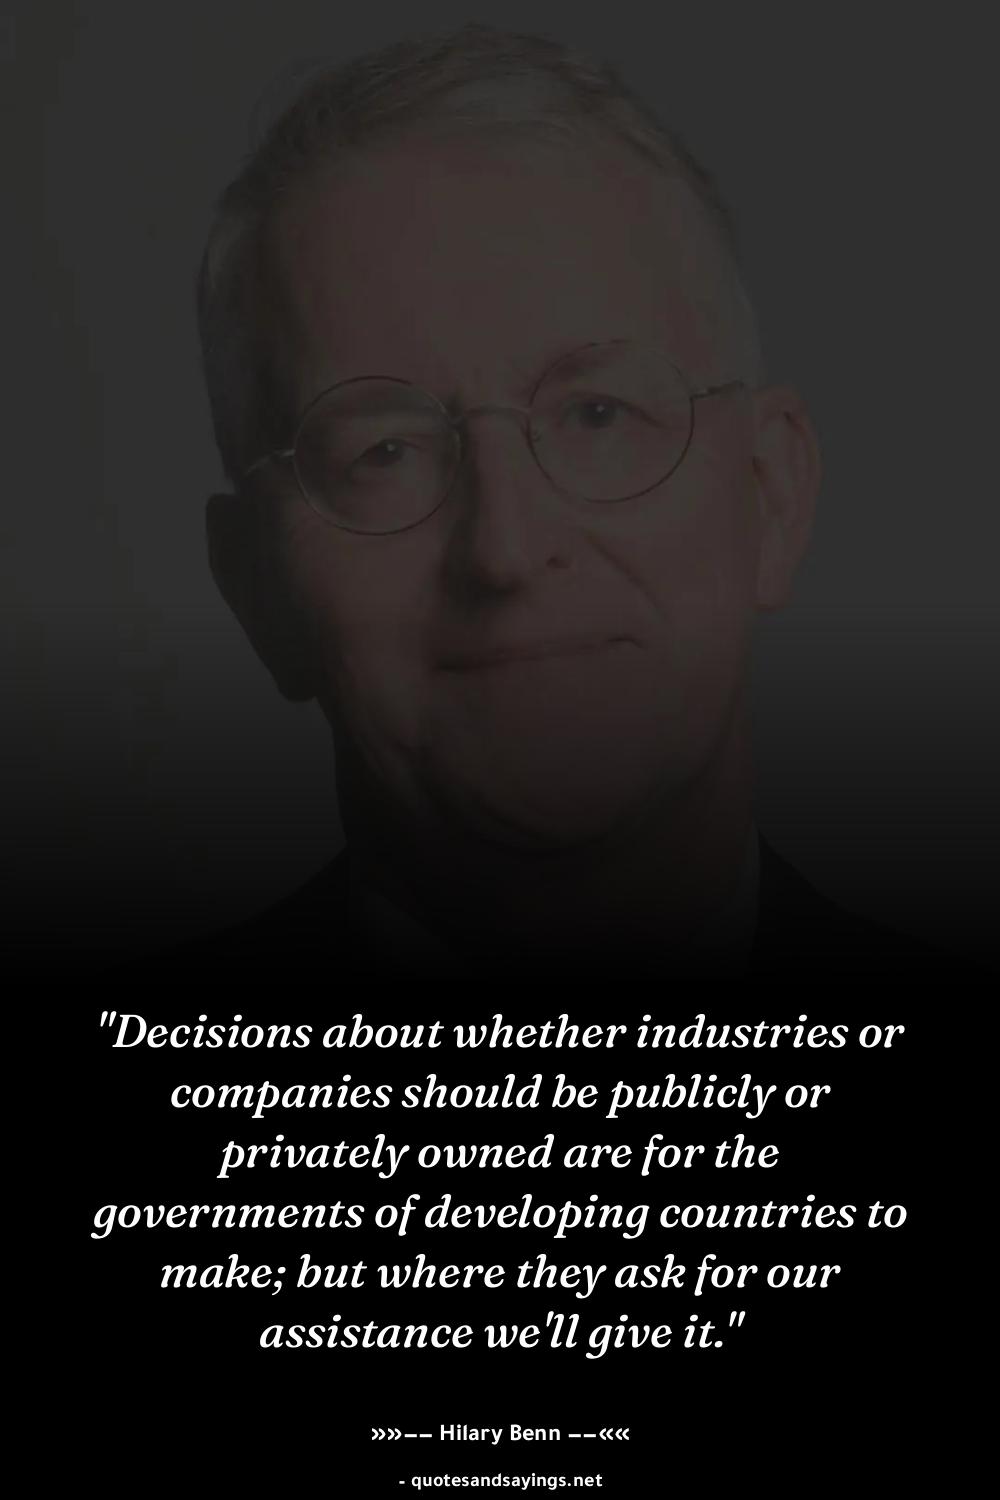 "Decisions about whether industries or
companies should be publicly or
privately owned are for the
governments of developing countries to
make; but where they ask for our
assistance we'll give it."
»»−− Hilary Benn −−««
- quotesandsayings.net